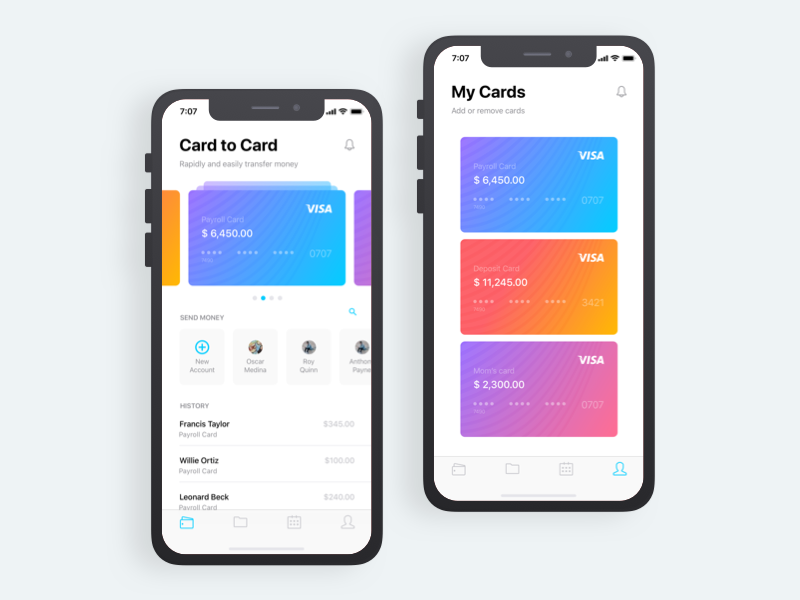 7:07
Card to Card
Rapidly and easily transfer money
VISA
Payroll Card
$ 6,450.00
**** **** **** 0707
SEND MONEY
New Account
Oscar Medina
Roy Quinn
Anthon
Payne
HISTORY
Francis Taylor $345.00
Payroll Card
Willie Ortiz $100.00
Payroll Card
Leonard Beck $240.00
Payroll Card
7:07
My Cards
Add or remove cards
VISA
Payroll Card
$ 6,450.00
**** **** **** 0707
VISA
Deposit Card
$ 11,245.00
**** **** **** 3421
VISA
Mom's card
$ 2,300.00
**** **** **** 0707